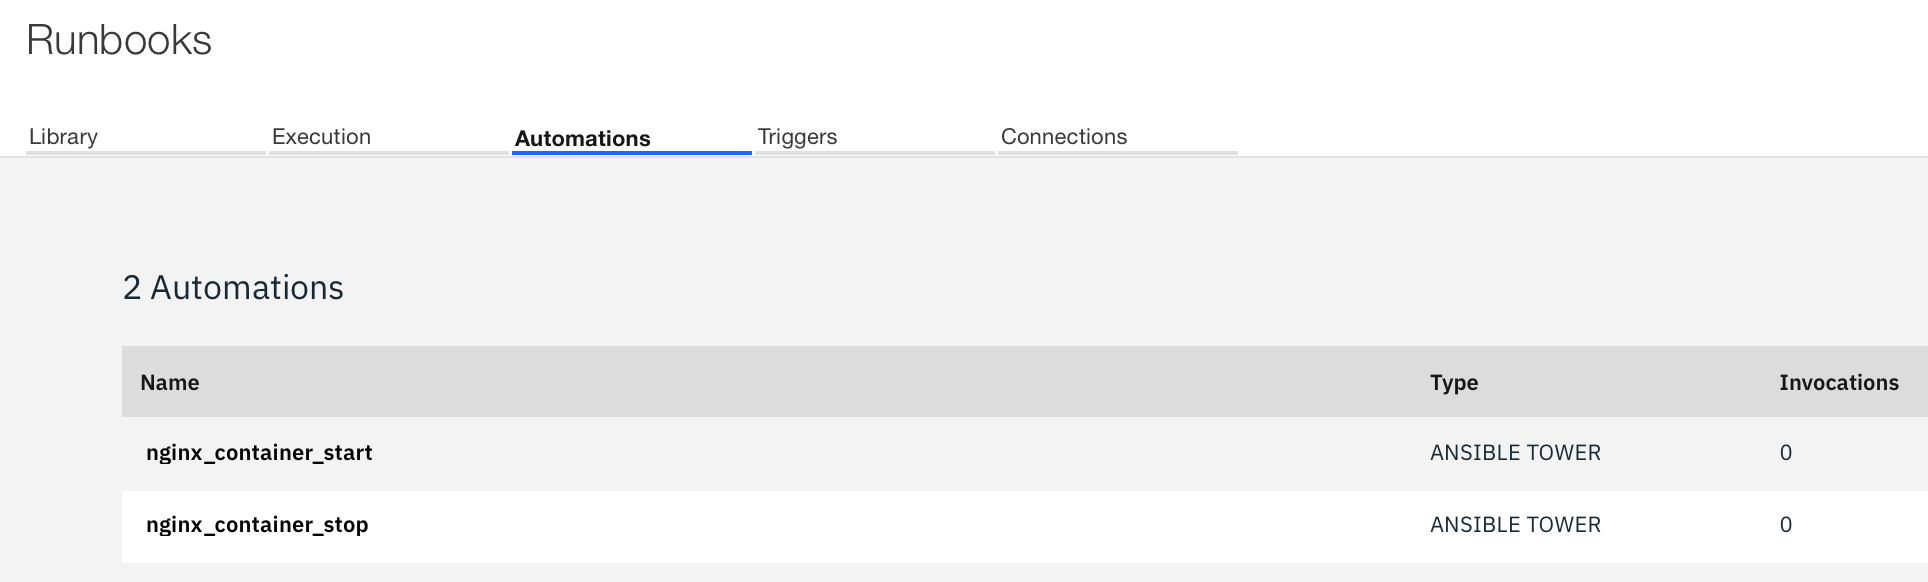 Runbooks
Library Execution Automations Triggers Connections
2 Automations
Name Type Invocations
nginx_container_start ANSIBLE TOWER 0
nginx_container_stop ANSIBLE TOWER 0